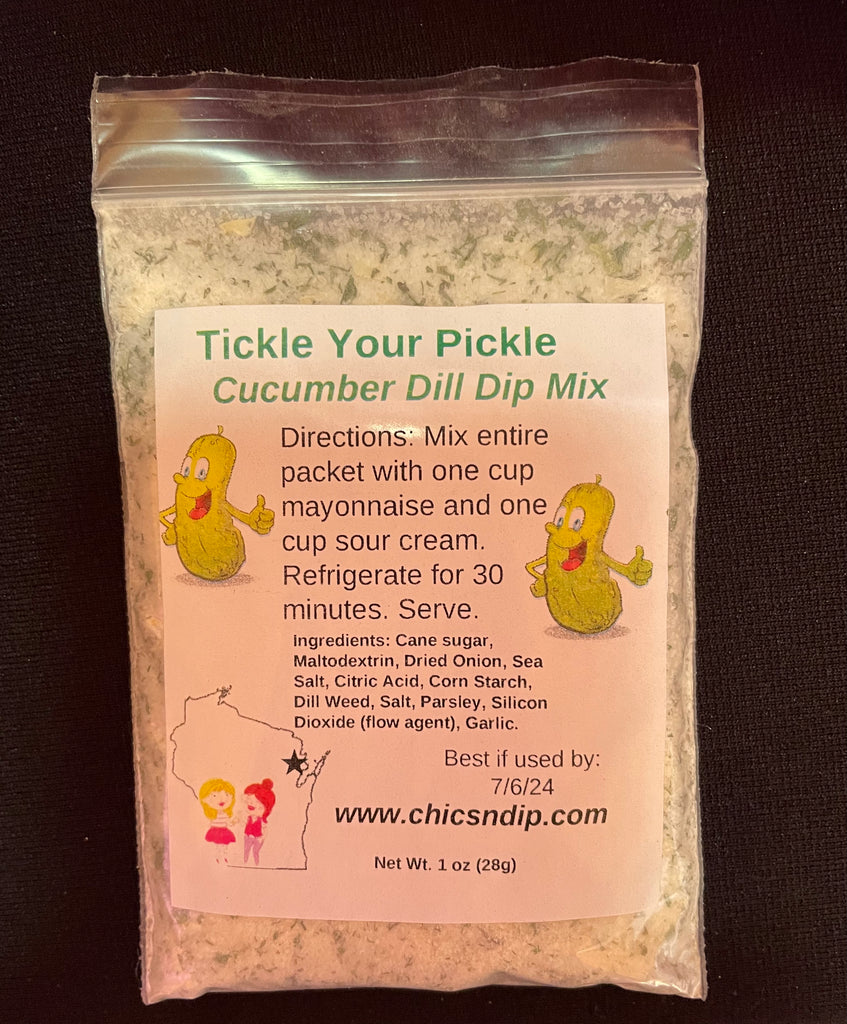 Tickle Your Pickle
Cucumber Dill Dip Mix
Directions: Mix entire
packet with one cup
mayonnaise and one
cup sour cream.
Refrigerate for 30
minutes. Serve.
Ingredients: Cane sugar,
Maltodextrin, Dried Onion, Sea
Salt, Citric Acid, Corn Starch,
Dill Weed, Salt, Parsley, Silicon
Dioxide (flow agent), Garlic.
Best if used by:
7/6/24
www.chicsndip.com
Net Wt. 1 oz (28g)